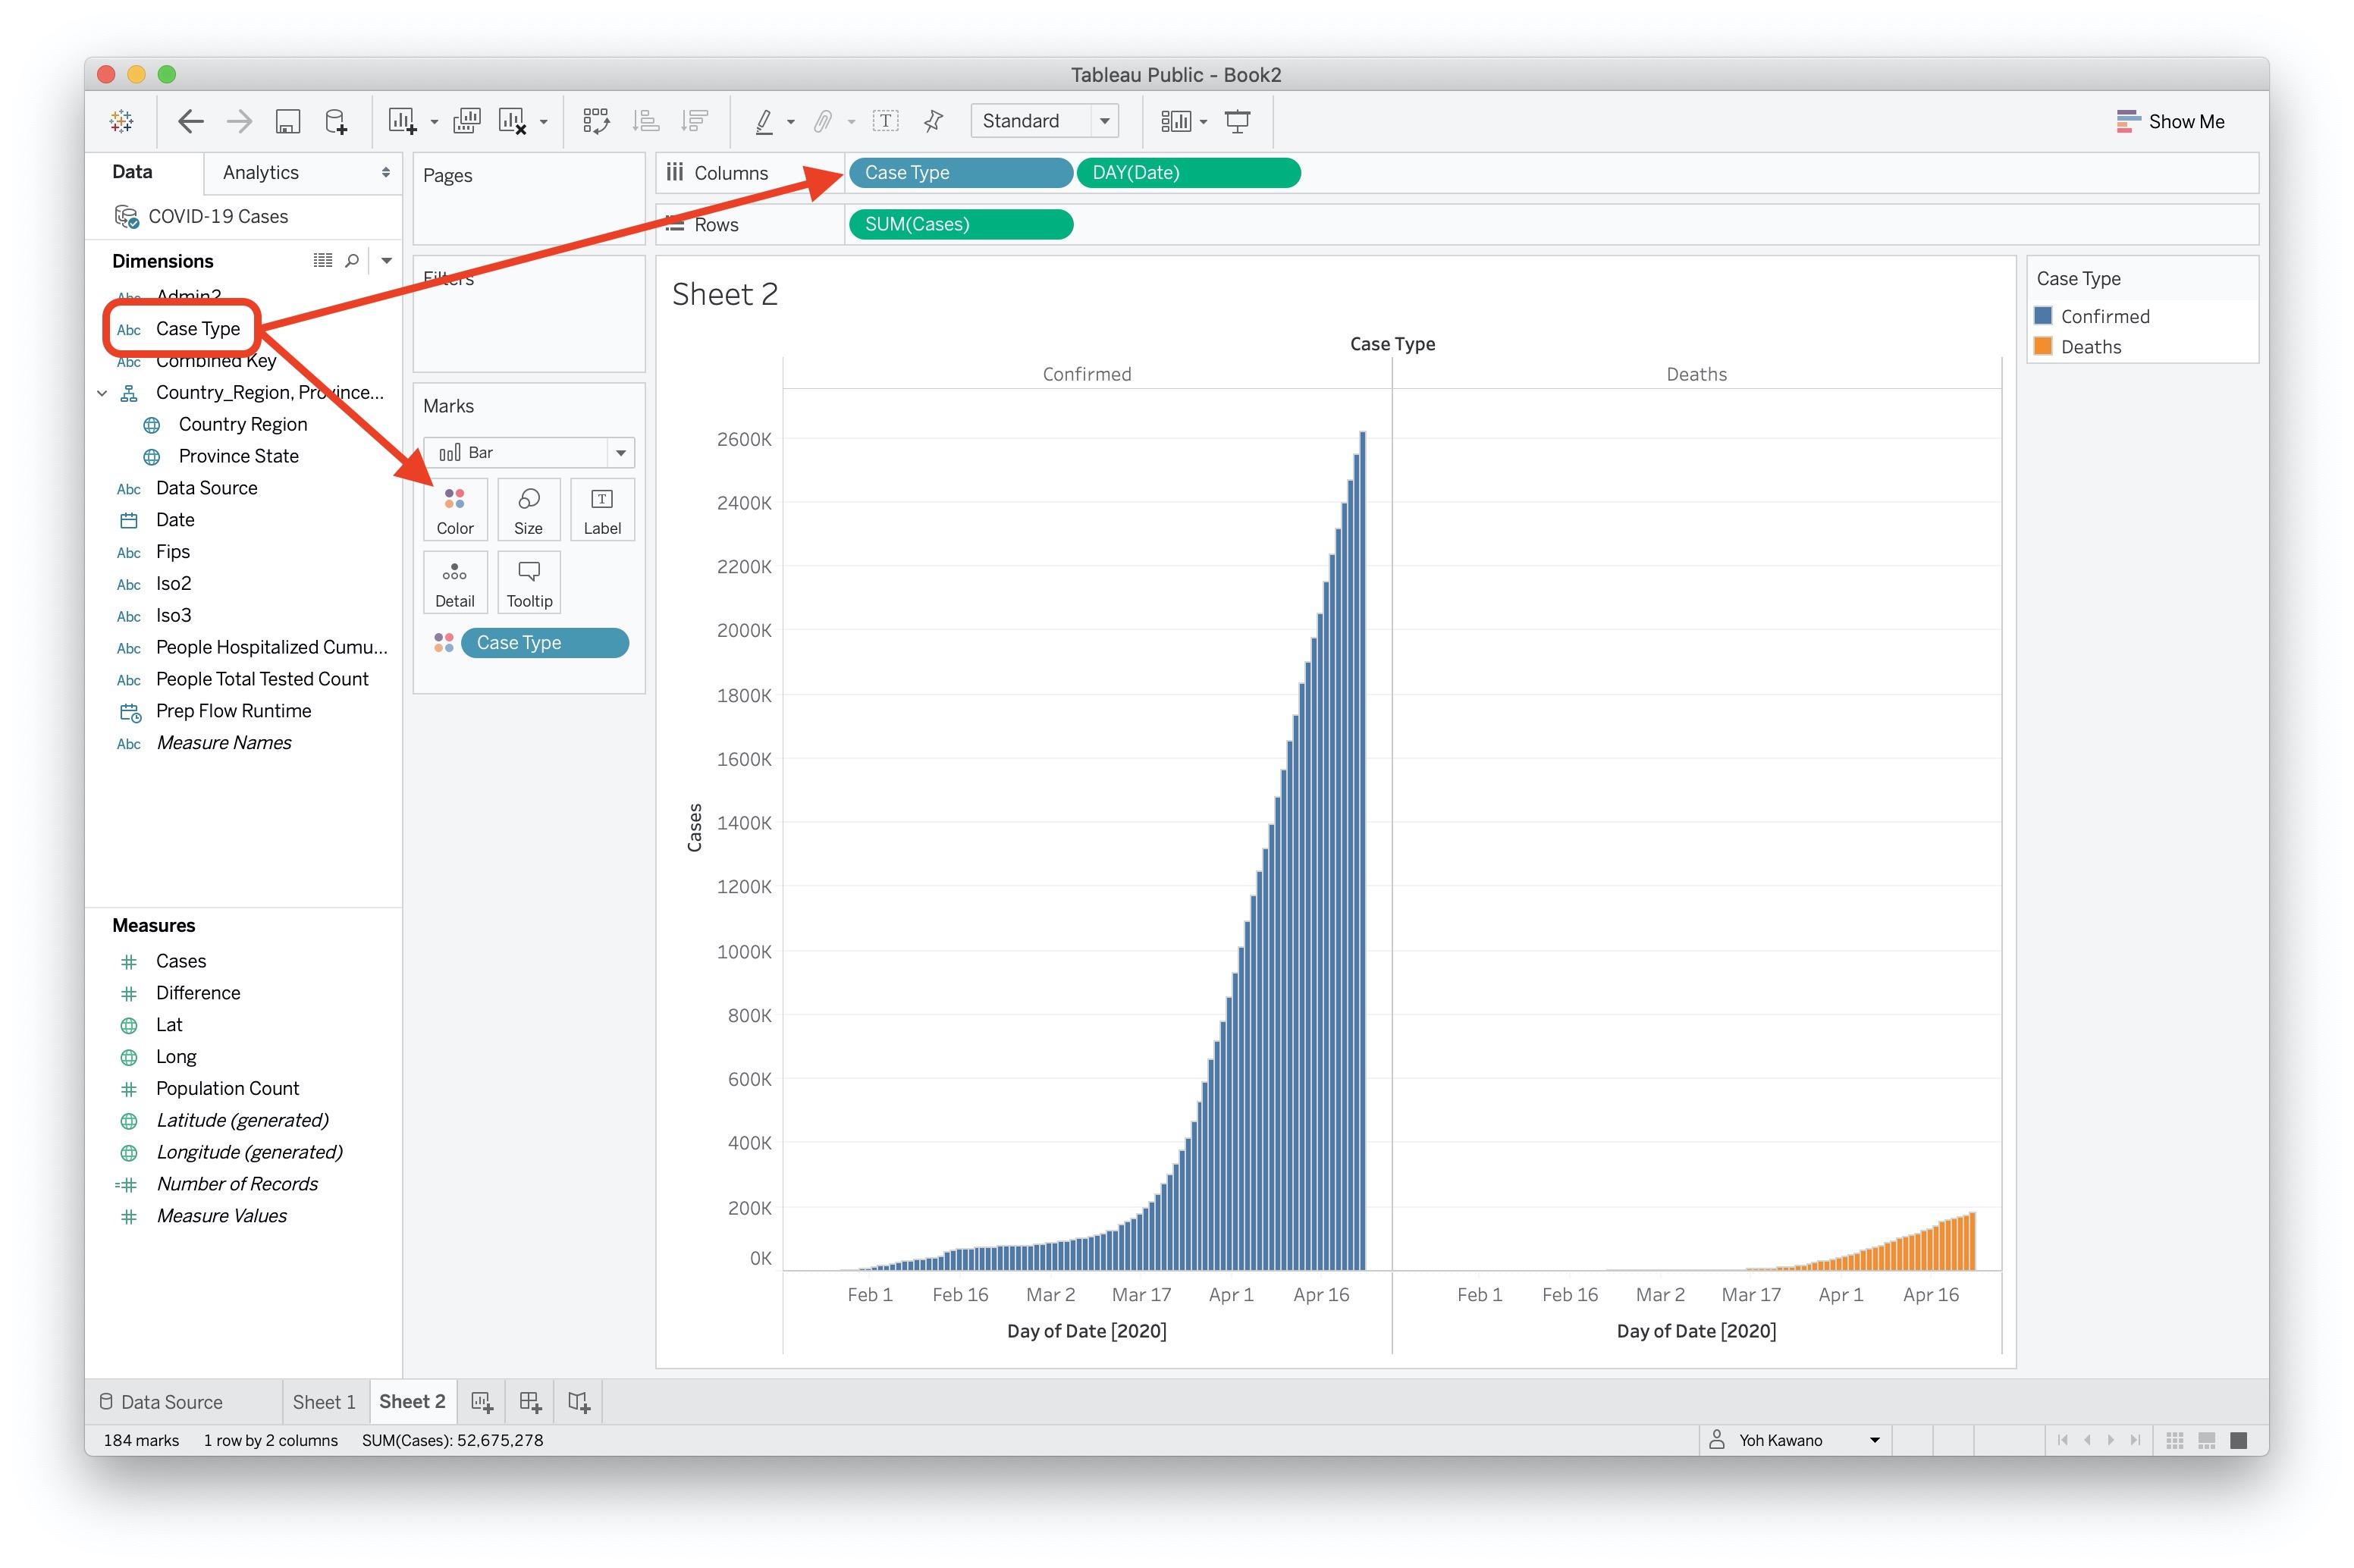 Tableau Public - Book2
Standard
Show Me
Data
Analytics
COVID-19 Cases
Dimensions
Abc Admin2
Abc Case Type
Abc Combined Key
Country_Region, Province...
Country Region
Province State
Abc Data Source
Date
Abc Fips
Abc Iso2
Abc Iso3
Abc People Hospitalized Cumu...
Abc People Total Tested Count
Prep Flow Runtime
Abc Measure Names
Measures
Cases
Difference
Lat
Long
Population Count
Latitude (generated)
Longitude (generated)
Number of Records
Measure Values
Pages
Filters
Marks
Bar
Color Size Label
Detail Tooltip
Case Type
Columns Case Type DAY(Date)
Rows SUM(Cases)
Sheet 2
Case Type
Confirmed Deaths
Cases
2600K
2400K
2200K
2000K
1800K
1600K
1400K
1200K
1000K
800K
600K
400K
200K
0K
Feb 1 Feb 16 Mar 2 Mar 17 Apr 1 Apr 16 Feb 1 Feb 16 Mar 2 Mar 17 Apr 1 Apr 16
Day of Date [2020] Day of Date [2020]
Case Type
Confirmed
Deaths
Data Source Sheet 1 Sheet 2
184 marks 1 row by 2 columns SUM(Cases): 52,675,278 Yoh Kawano